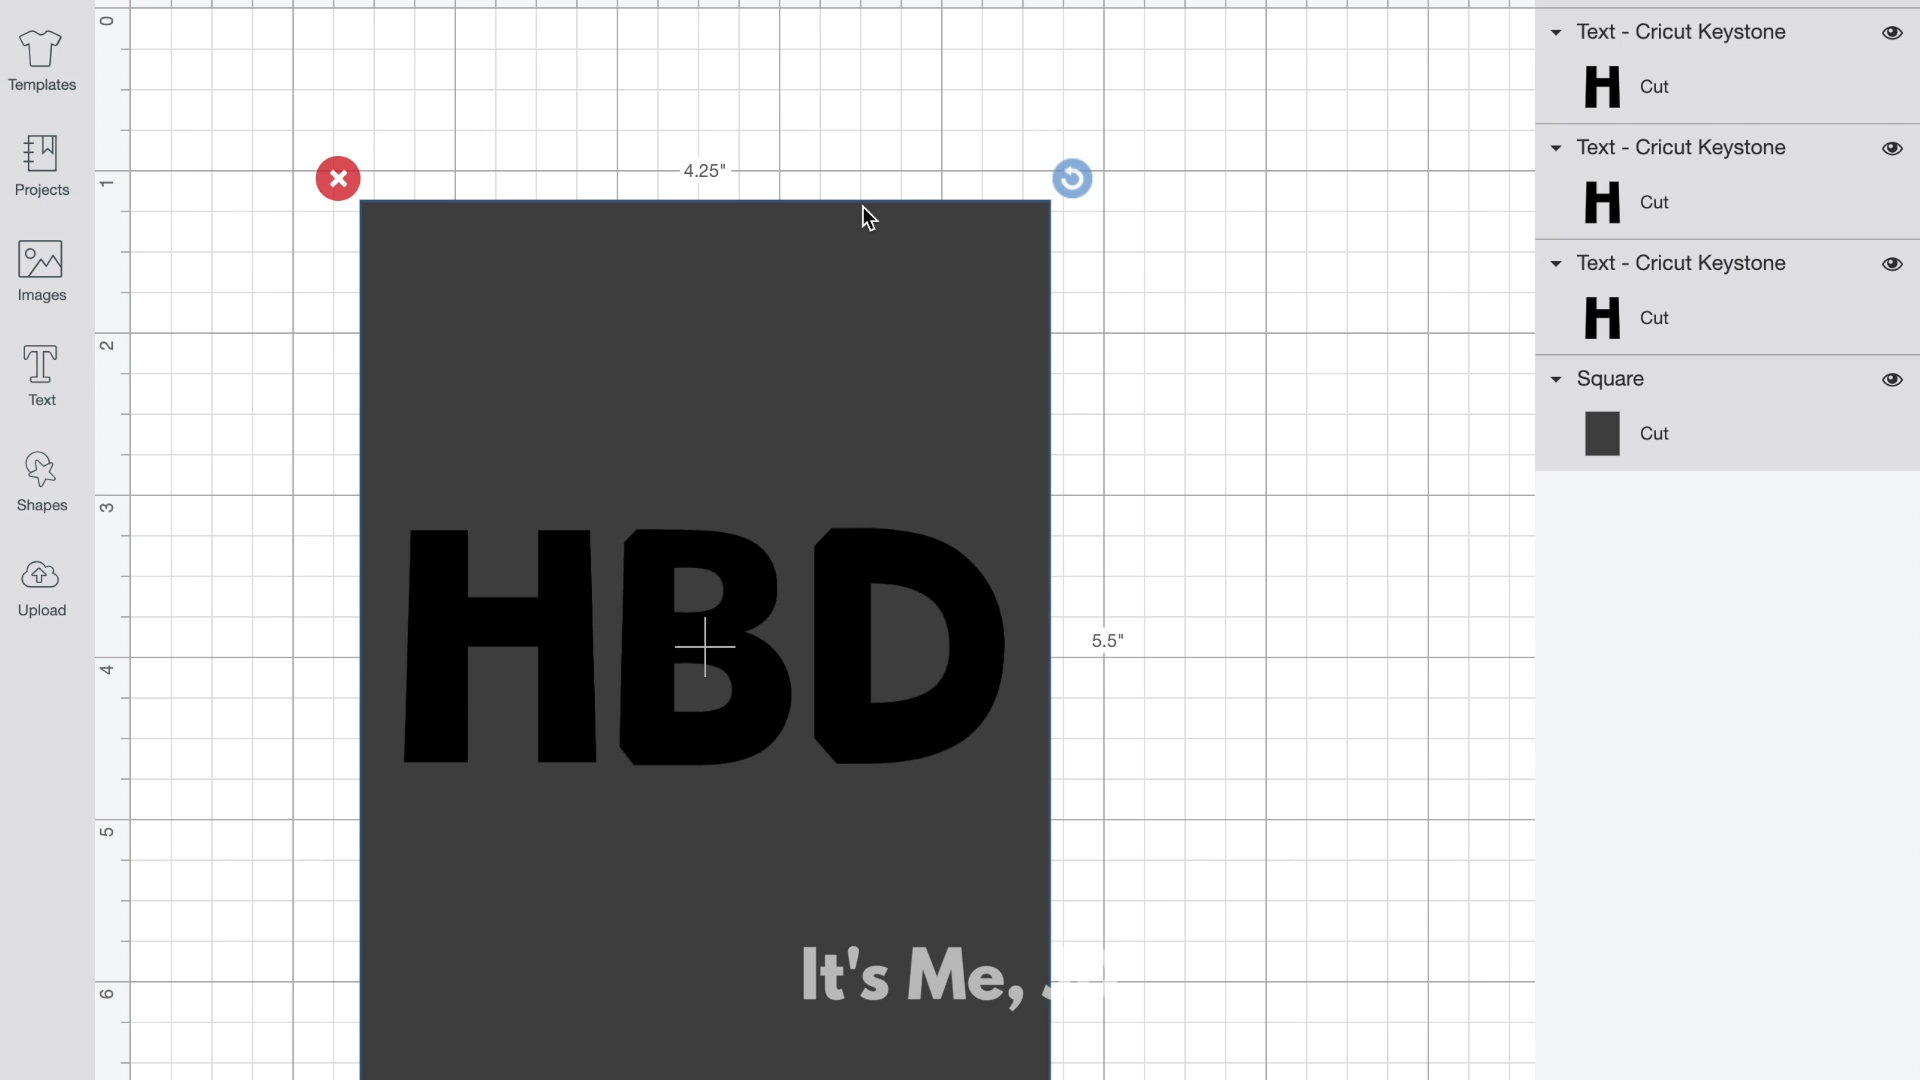 Templates
Projects
Images
Text
Shapes
Upload
0
1
2
3
4
5
6
4.25"
5.5"
HBD
It's Me,
Text - Cricut Keystone
H Cut
Text - Cricut Keystone
H Cut
Text - Cricut Keystone
H Cut
Square
Cut